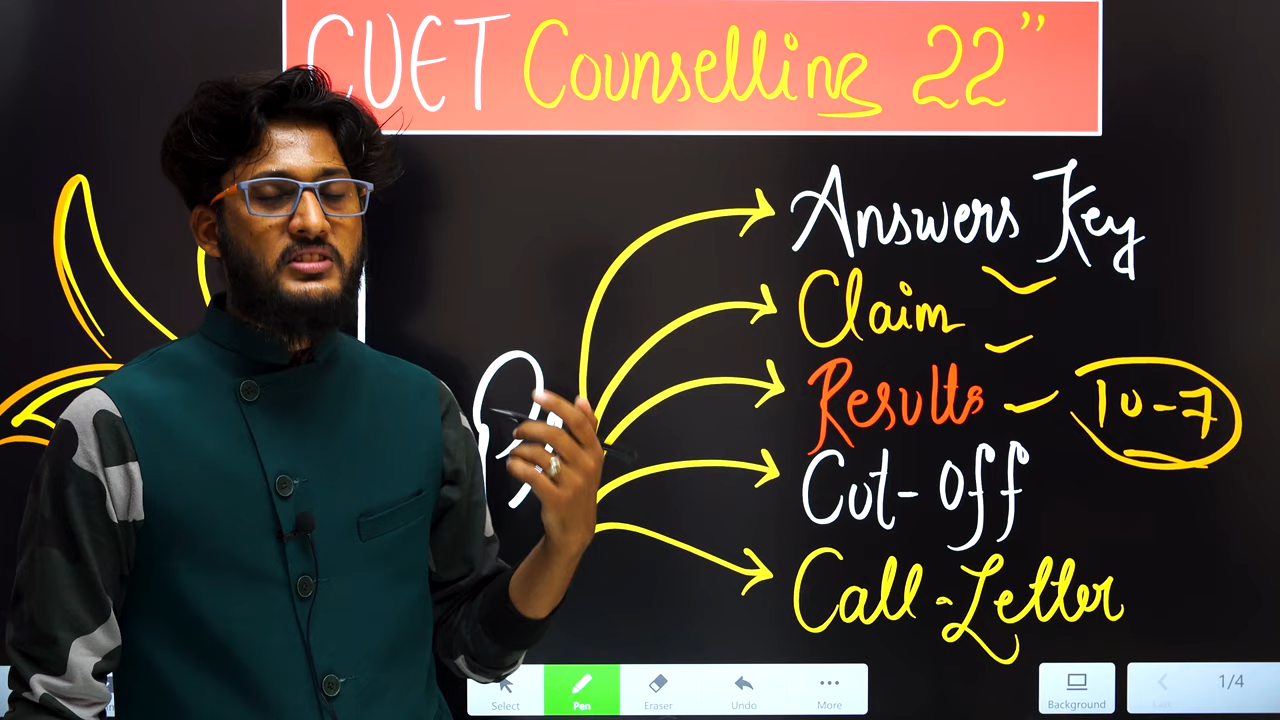 CUET Counselling 22”
Answers Key
Claim
Results 10-7
Cut-off
Call-Letter
Select Pen Eraser Undo More
Background
1/4